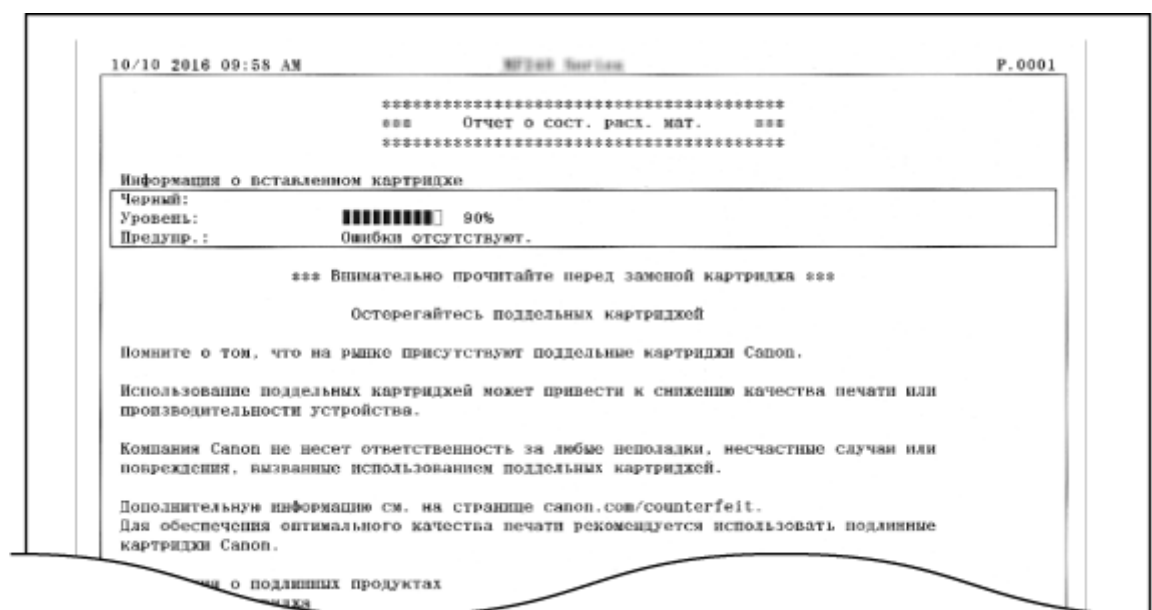 10/10 2016 09:58 AM P.0001
****************************************
*** Отчет о сост. расх. мат. ***
****************************************
Информация о вставленном картридже
Черный:
Уровень: 90%
Предупр.: Ошибки отсутствуют.
*** Внимательно прочитайте перед заменой картриджа ***
Остерегайтесь поддельных картриджей
Помните о том, что на рынке присутствуют поддельные картриджи Canon.
Использование поддельных картриджей может привести к снижению качества печати или
производительности устройства.
Компания Canon не несет ответственность за любые неполадки, несчастные случаи или
повреждения, вызванные использованием поддельных картриджей.
Дополнительную информацию см. на странице canon.com/counterfeit.
Для обеспечения оптимального качества печати рекомендуется использовать подлинные
картриджи Canon.
о подлинных продуктах